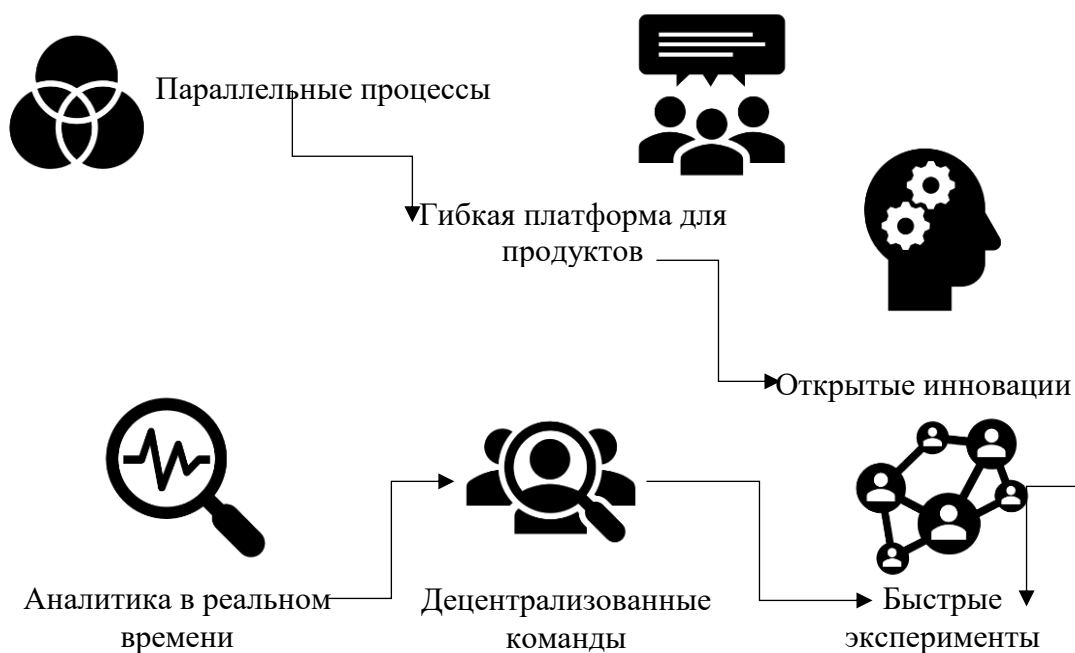 Параллельные процессы
Гибкая платформа для
продуктов
Открытые инновации
Аналитика в реальном
времени
Децентрализованные
команды
Быстрые
эксперименты